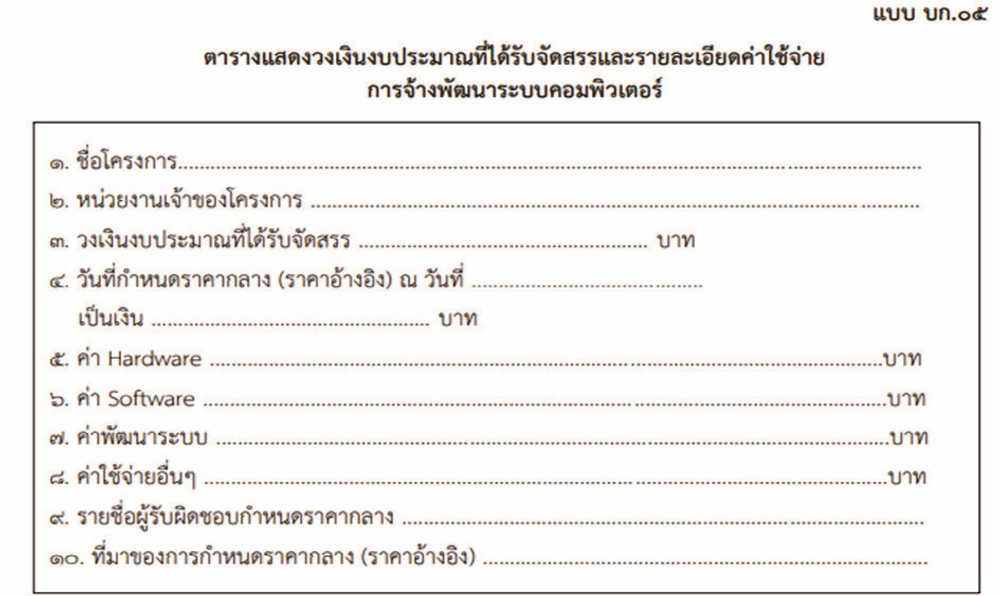 แบบ บก.๐๕
ตารางแสดงวงเงินงบประมาณที่ได้รับจัดสรรและรายละเอียดค่าใช้จ่าย
การจ้างพัฒนาระบบคอมพิวเตอร์
๑. ชื่อโครงการ................................................................................
๒. หน่วยงานเจ้าของโครงการ ................................................................................
๓. วงเงินงบประมาณที่ได้รับจัดสรร .................................................. บาท
๔. วันที่กำหนดราคากลาง (ราคาอ้างอิง) ณ วันที่ ........................................
เป็นเงิน .................................................. บาท
๕. ค่า Hardware ................................................................................บาท
๖. ค่า Software ................................................................................บาท
๗. ค่าพัฒนาระบบ ................................................................................บาท
๘. ค่าใช้จ่ายอื่นๆ ................................................................................บาท
๙. รายชื่อผู้รับผิดชอบกำหนดราคากลาง ................................................................................
๑๐. ที่มาของการกำหนดราคากลาง (ราคาอ้างอิง) ................................................................................